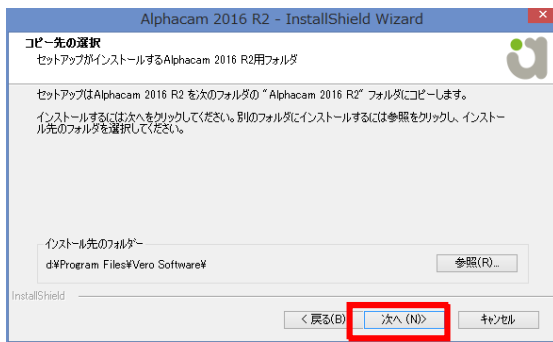 Alphacam 2016 R2 - InstallShield Wizard
コピー先の選択
セットアップがインストールするAlphacam 2016 R2用フォルダ
セットアップはAlphacam 2016 R2 を次のフォルダの “Alphacam 2016 R2” フォルダにコピーします。
インストールするには次へをクリックしてください。別のフォルダにインストールするには参照をクリックし、インストー
ル先のフォルダを選択してください。
インストール先のフォルダー
d:¥Program Files¥Vero Software¥
参照(R)...
InstallShield
< 戻る(B)
次へ (N)>
キャンセル